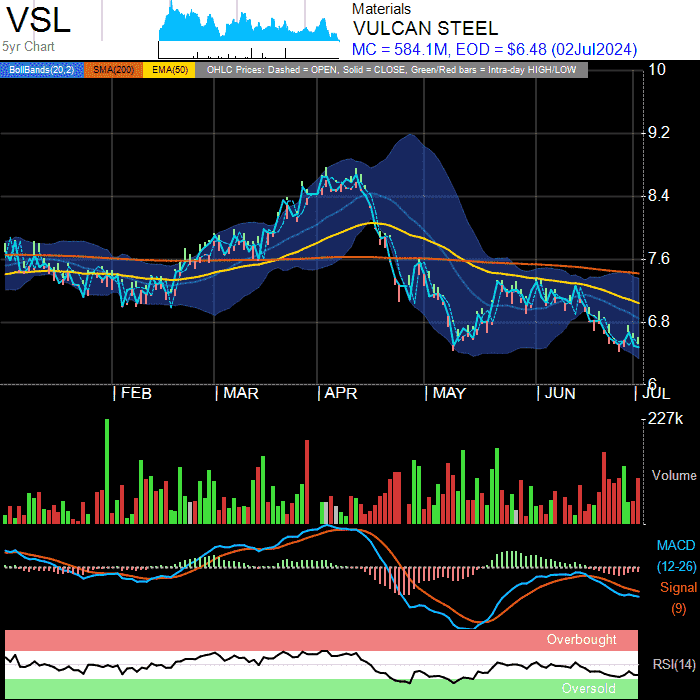 VSL
5yr Chart
Materials
VULCAN STEEL
MC = 584.1M, EOD = $6.48 (02Jul2024)
BollBands(20,2) SMA(200) EMA(50) OHLC Prices: Dashed = OPEN, Solid = CLOSE, Green/Red bars = Intra-day HIGH/LOW
10
9.2
8.4
7.6
6.8
6
FEB MAR APR MAY JUN JUL
227k
Volume
MACD
(12-26)
Signal
(9)
Overbought
RSI(14)
Oversold